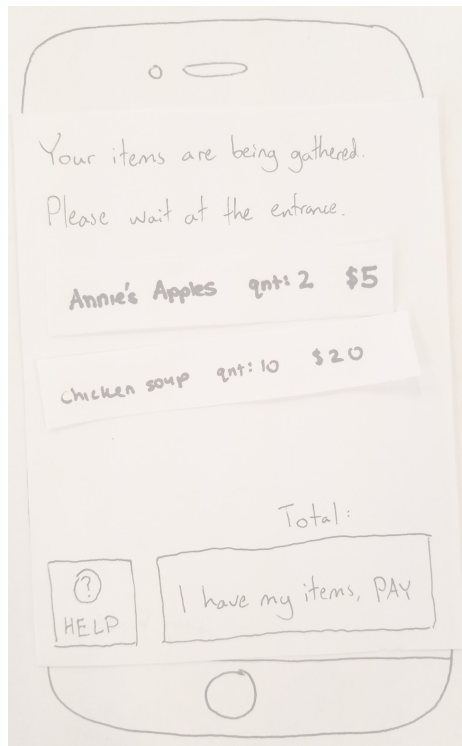 Your items are being gathered.
Please wait at the entrance.
Annie's Apples qnt: 2 $5
chicken soup qnt: 10 $20
Total:
?
HELP
I have my items, PAY